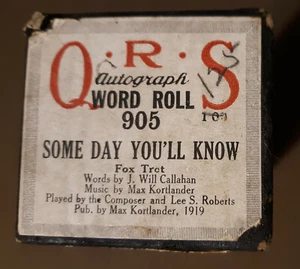 Q·R·S
Autograph
WORD ROLL
905
SOME DAY YOU'LL KNOW
Fox Trot
Words by J. Will Callahan
Music by Max Kortlander
Played by the Composer and Lee S. Roberts
Pub. by Max Kortlander, 1919